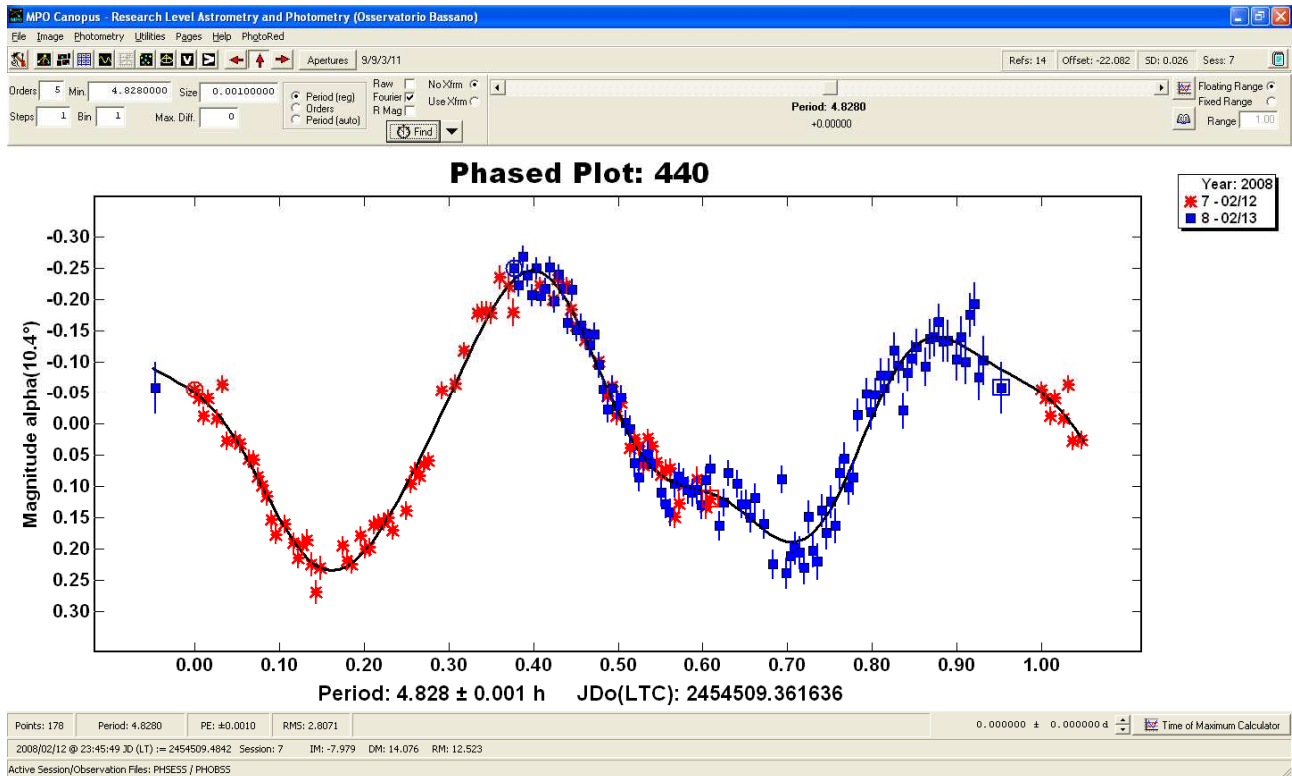 MPO Canopus - Research Level Astrometry and Photometry (Osservatorio Bassano)
File Image Photometry Utilities Pages Help PhotoRed
Apertures 9/9/3/11 Refs: 14 Offset: -22.082 SD: 0.026 Sess: 7
Orders 5 Min. 4.8280000 Size 0.00100000
Steps 1 Bin 1 Max. Diff. 0
Period (reg)
Orders
Period (auto)
Raw
Fourier
R Mag
No Xfrm
Use Xfrm
Find
Period: 4.8280
+0.00000
Floating Range
Fixed Range
Range 1.00
Phased Plot: 440
Year: 2008
7 - 02/12
8 - 02/13
Magnitude alpha(10.4°)
-0.30
-0.25
-0.20
-0.15
-0.10
-0.05
0.00
0.05
0.10
0.15
0.20
0.25
0.30
0.00 0.10 0.20 0.30 0.40 0.50 0.60 0.70 0.80 0.90 1.00
Period: 4.828 ± 0.001 h JDo(LTC): 2454509.361636
Points: 178 Period: 4.8280 PE: ±0.0010 RMS: 2.8071 0.000000 ± 0.000000 d Time of Maximum Calculator
2008/02/12 @ 23:45:49 JD (LT) := 2454509.4842 Session: 7 IM: -7.979 DM: 14.076 RM: 12.523
Active Session/Observation Files: PHSESS / PHOBSS